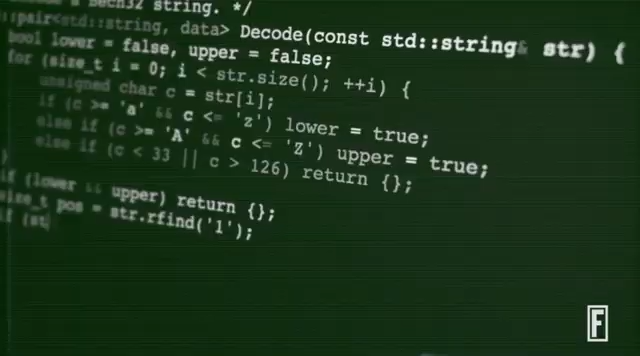 Bech32 string. */
::pair<std::string, data> Decode(const std::string& str) {
bool lower = false, upper = false;
for (size_t i = 0; i < str.size(); ++i) {
unsigned char c = str[i];
if (c >= 'a' && c <= 'z') lower = true;
else if (c >= 'A' && c <= 'Z') upper = true;
else if (c < 33 || c > 126) return {};
}
if (lower && upper) return {};
size_t pos = str.rfind('1');
if (st
F